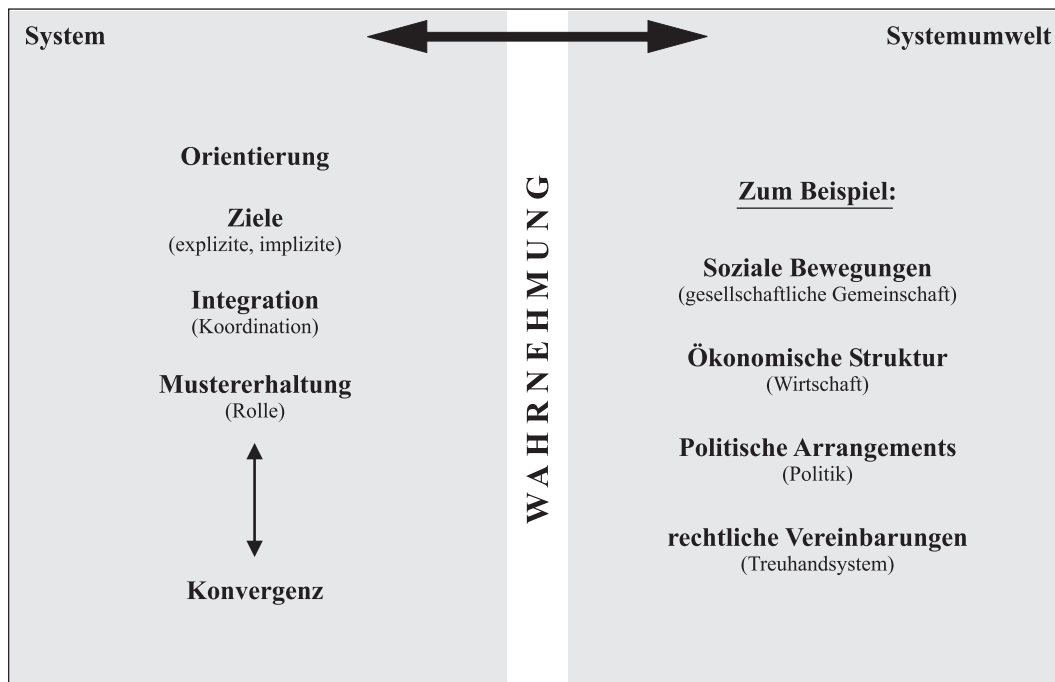 System
Systemumwelt
Orientierung
Ziele
(explizite, implizite)
Integration
(Koordination)
Mustererhaltung
(Rolle)
Konvergenz
WAHRNEHMUNG
Zum Beispiel:
Soziale Bewegungen
(gesellschaftliche Gemeinschaft)
Ökonomische Struktur
(Wirtschaft)
Politische Arrangements
(Politik)
rechtliche Vereinbarungen
(Treuhandsystem)